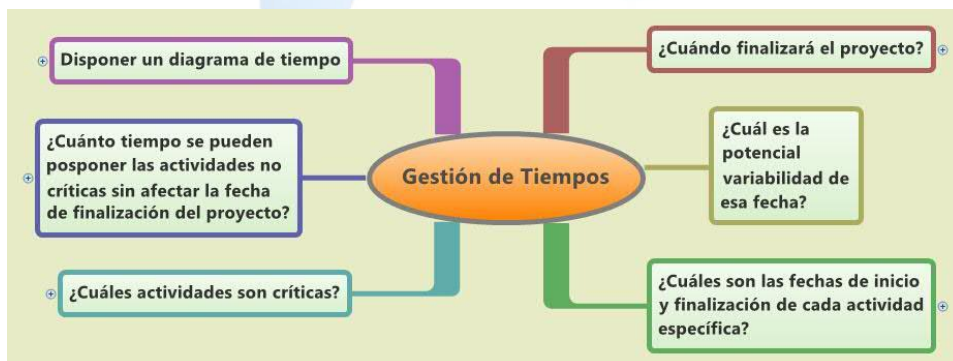 Disponer un diagrama de tiempo
¿Cuánto tiempo se pueden
posponer las actividades no
críticas sin afectar la fecha
de finalización del proyecto?
¿Cuáles actividades son críticas?
Gestión de Tiempos
¿Cuándo finalizará el proyecto?
¿Cuál es la
potencial
variabilidad de
esa fecha?
¿Cuáles son las fechas de inicio
y finalización de cada actividad
específica?